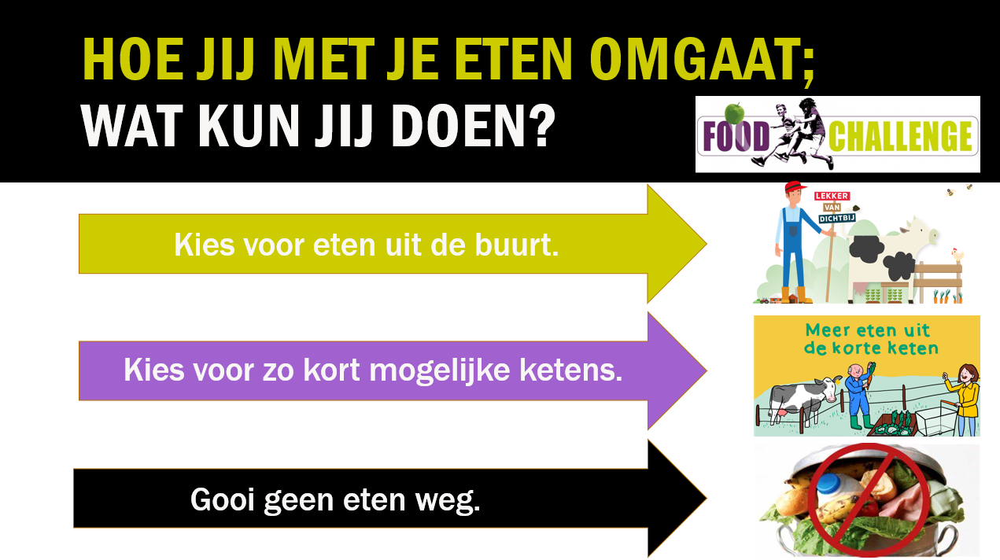 HOE JIJ MET JE ETEN OMGAAT;
WAT KUN JIJ DOEN?
FOOD CHALLENGE
Kies voor eten uit de buurt.
LEKKER
VAN
DICHTBIJ
Kies voor zo kort mogelijke ketens.
Meer eten uit
de korte keten
Gooi geen eten weg.